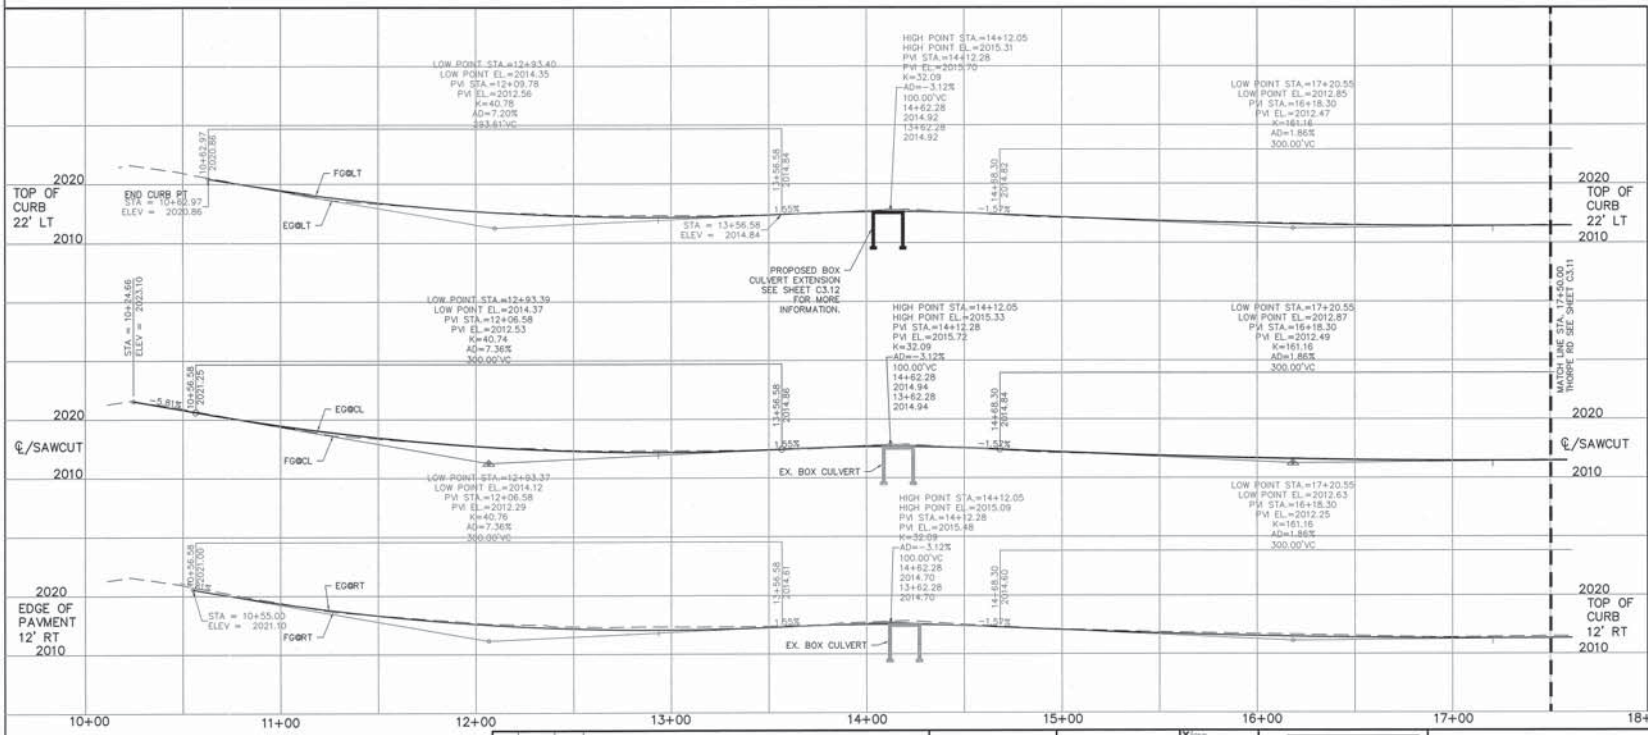 LOW POINT STA.=12+93.40
LOW POINT EL.=2014.35
PVI STA.=12+09.78
PVI EL.=2012.56
K=40.78
AD=7.20%
293.61'VC
HIGH POINT STA.=14+12.05
HIGH POINT EL.=2015.31
PVI STA.=14+12.28
PVI EL.=2015.70
K=32.09
AD=-3.12%
100.00'VC
14+62.28
2014.92
13+62.28
2014.92
LOW POINT STA.=17+20.55
LOW POINT EL.=2012.85
PVI STA.=16+18.30
PVI EL.=2012.47
K=161.16
AD=1.86%
300.00'VC
10+62.97
2020.86
13+56.58
2014.84
14+68.30
2014.82
2020
TOP OF
CURB
22' LT
2010
END CURB PT
STA = 10+62.97
ELEV = 2020.86
FG@LT
EG@LT
1.55%
-1.57%
STA = 13+56.58
ELEV = 2014.84
2020
TOP OF
CURB
22' LT
2010
PROPOSED BOX
CULVERT EXTENSION
SEE SHEET C3.12
FOR MORE
INFORMATION.
MATCH LINE STA. 17+50.00
THORPE RD SEE SHEET C3.11
STA = 10+24.66
ELEV = 2023.10
LOW POINT STA.=12+93.39
LOW POINT EL.=2014.37
PVI STA.=12+06.58
PVI EL.=2012.53
K=40.74
AD=7.36%
300.00'VC
HIGH POINT STA.=14+12.05
HIGH POINT EL.=2015.33
PVI STA.=14+12.28
PVI EL.=2015.72
K=32.09
AD=-3.12%
100.00'VC
14+62.28
2014.94
13+62.28
2014.94
LOW POINT STA.=17+20.55
LOW POINT EL.=2012.87
PVI STA.=16+18.30
PVI EL.=2012.49
K=161.16
AD=1.86%
300.00'VC
10+56.58
2021.25
13+56.58
2014.86
14+68.30
2014.84
-5.81%
2020
℄/SAWCUT
2010
EG@CL
FG@CL
1.55%
-1.57%
EX. BOX CULVERT
2020
℄/SAWCUT
2010
LOW POINT STA.=12+93.37
LOW POINT EL.=2014.12
PVI STA.=12+06.58
PVI EL.=2012.29
K=40.76
AD=7.36%
300.00'VC
HIGH POINT STA.=14+12.05
HIGH POINT EL.=2015.09
PVI STA.=14+12.28
PVI EL.=2015.48
K=32.09
AD=-3.12%
100.00'VC
14+62.28
2014.70
13+62.28
2014.70
LOW POINT STA.=17+20.55
LOW POINT EL.=2012.63
PVI STA.=16+18.30
PVI EL.=2012.25
K=161.16
AD=1.86%
300.00'VC
10+56.58
2021.00
13+56.58
2014.61
14+68.30
2014.60
2020
EDGE OF
PAVMENT
12' RT
2010
STA = 10+55.00
ELEV = 2021.10
EG@RT
FG@RT
1.55%
-1.57%
EX. BOX CULVERT
2020
TOP OF
CURB
12' RT
2010
10+00
11+00
12+00
13+00
14+00
15+00
16+00
17+00